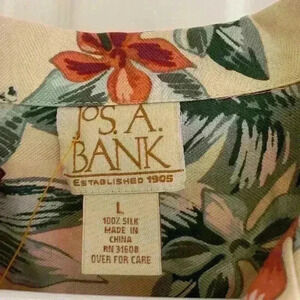 JOS. A.
BANK
ESTABLISHED 1905
L
100% SILK
MADE IN
CHINA
RN 31608
OVER FOR CARE